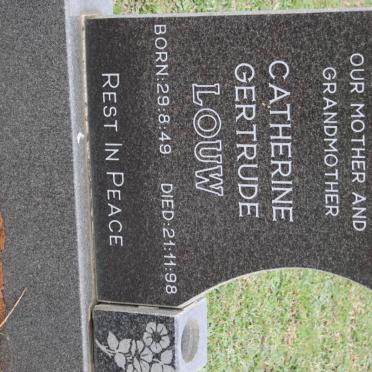 OUR MOTHER AND
GRANDMOTHER
CATHERINE
GERTRUDE
LOUW
BORN:29:8:49 DIED:21:11:98
REST IN PEACE